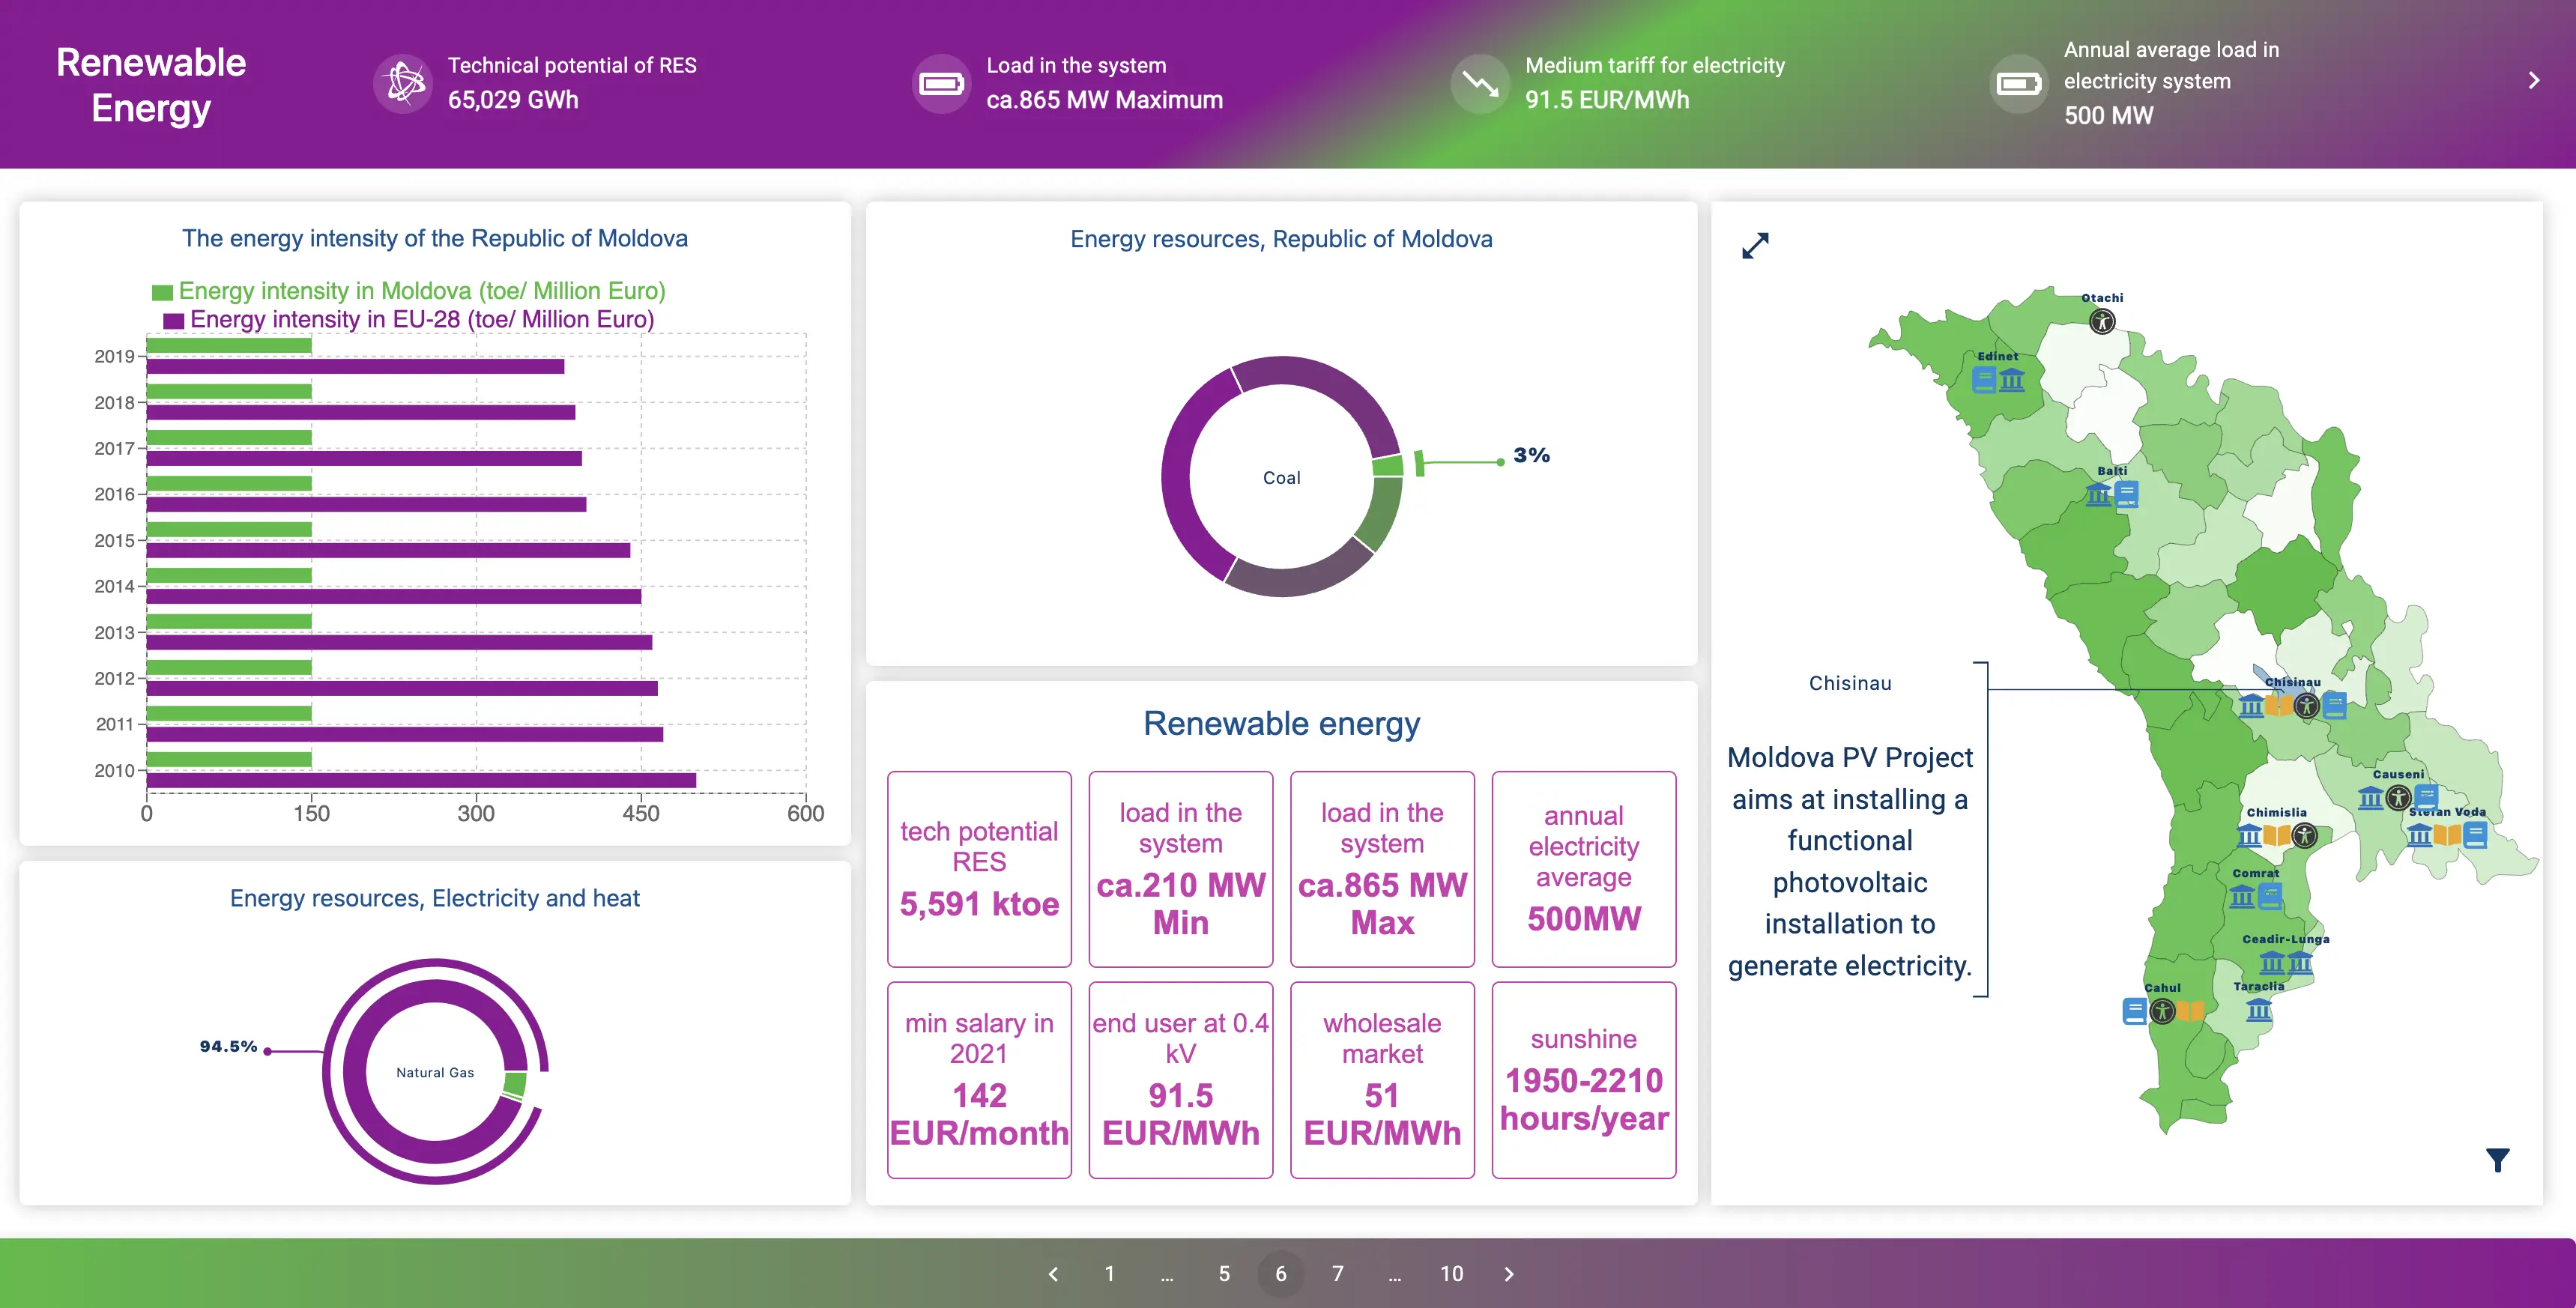 Renewable
Energy
Technical potential of RES
65,029 GWh
Load in the system
ca.865 MW Maximum
Medium tariff for electricity
91.5 EUR/MWh
Annual average load in
electricity system
500 MW
The energy intensity of the Republic of Moldova
Energy intensity in Moldova (toe/ Million Euro)
Energy intensity in EU-28 (toe/ Million Euro)
2019
2018
2017
2016
2015
2014
2013
2012
2011
2010
0
150
300
450
600
Energy resources, Electricity and heat
94.5%
Natural Gas
Energy resources, Republic of Moldova
Coal
3%
Renewable energy
tech potential
RES
5,591 ktoe
load in the
system
ca.210 MW
Min
load in the
system
ca.865 MW
Max
annual
electricity
average
500MW
min salary in
2021
142
EUR/month
end user at 0.4
kV
91.5
EUR/MWh
wholesale
market
51
EUR/MWh
sunshine
1950-2210
hours/year
Otachi
Edinet
Balti
Chisinau
Causeni
Stefan Voda
Chimislia
Comrat
Ceadir-Lunga
Taraclia
Cahul
Chisinau
Moldova PV Project
aims at installing a
functional
photovoltaic
installation to
generate electricity.
1
...
5
6
7
...
10